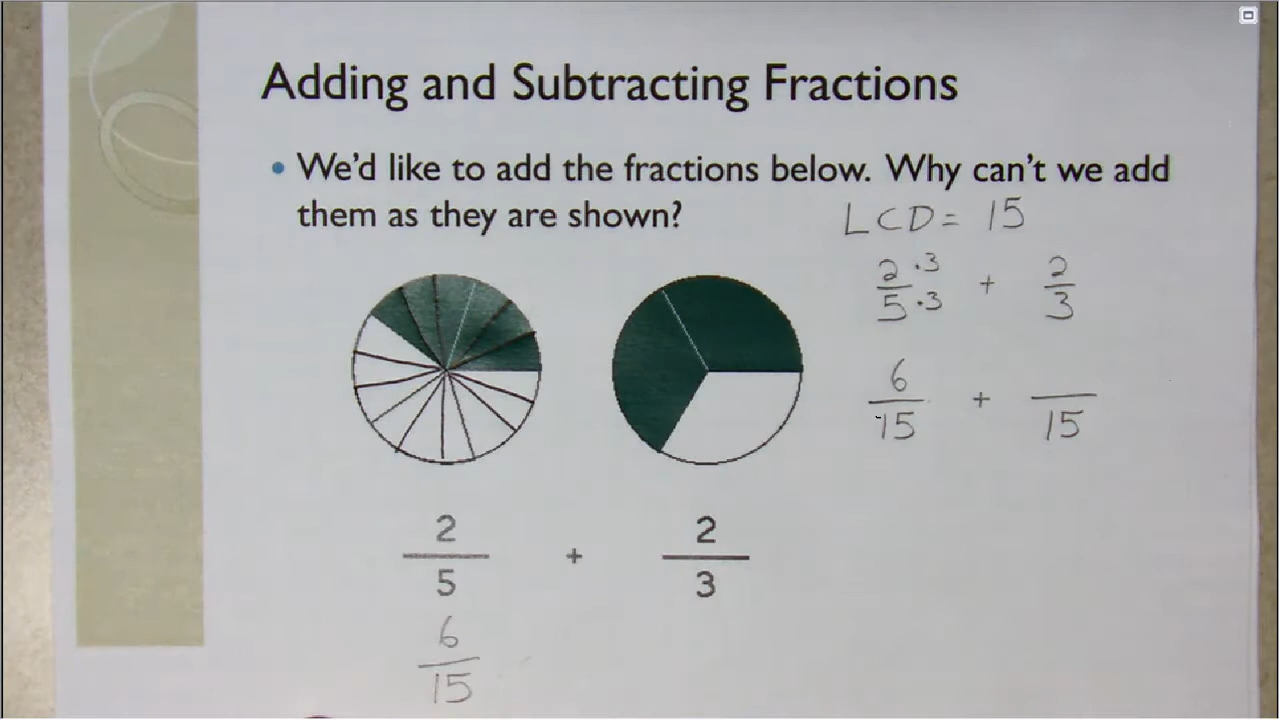 Adding and Subtracting Fractions
• We'd like to add the fractions below. Why can't we add
them as they are shown?
LCD = 15
2 ·3 + 2
5 ·3 3
6 + 
15 15
2 + 2
5 3
6
15